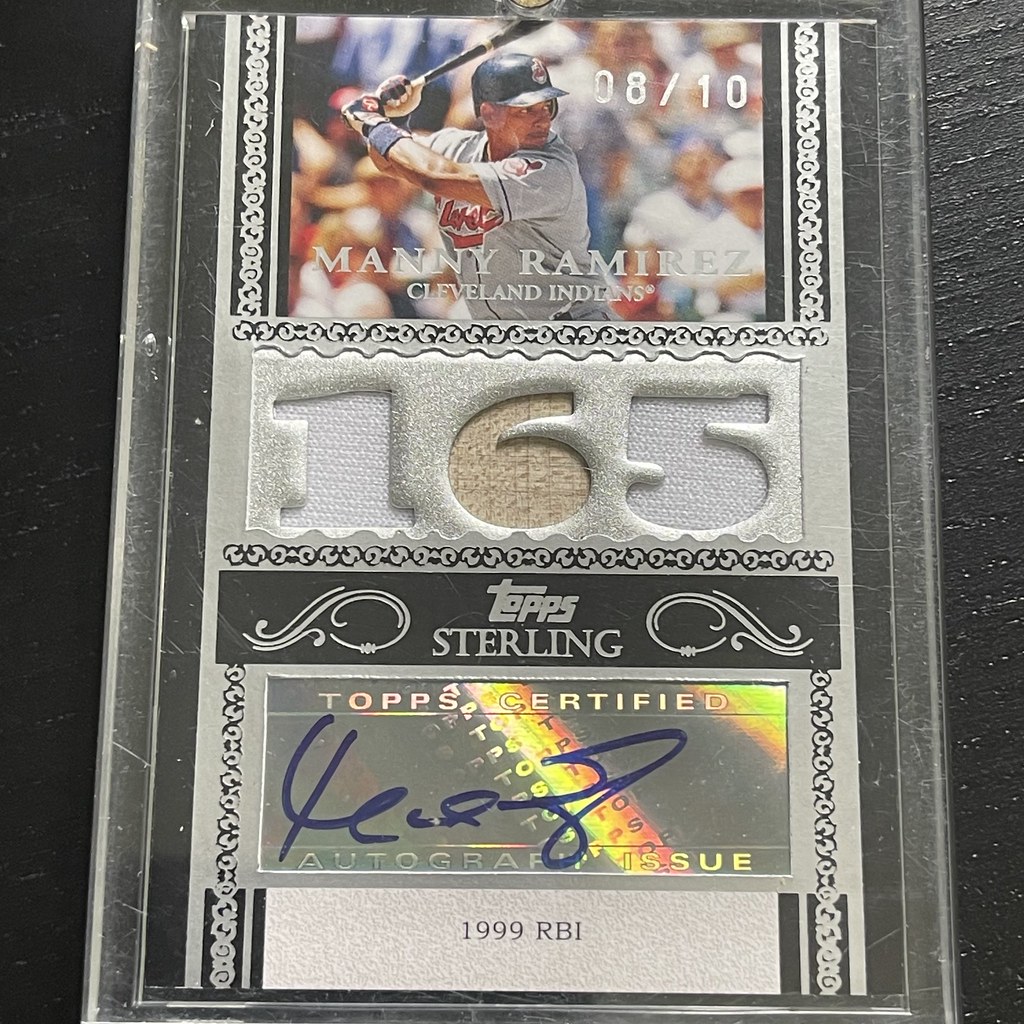 08/10
MANNY RAMIREZ
CLEVELAND INDIANS®
165
topps
STERLING
TOPPS CERTIFIED
AUTOGRAPH ISSUE
1999 RBI